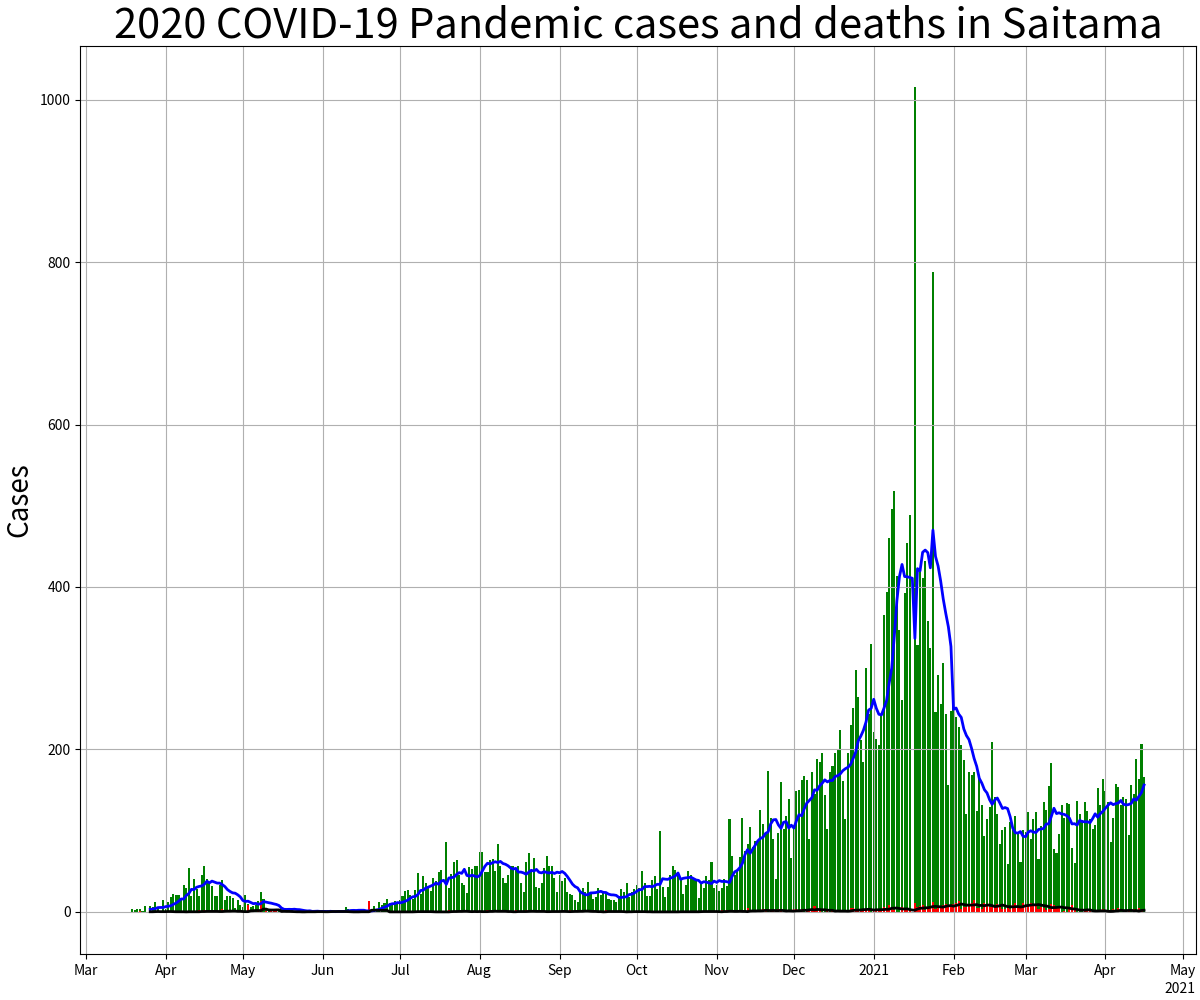 2020 COVID-19 Pandemic cases and deaths in Saitama
Cases
1000
800
600
400
200
0
Mar Apr May Jun Jul Aug Sep Oct Nov Dec 2021 Feb Mar Apr May
2021